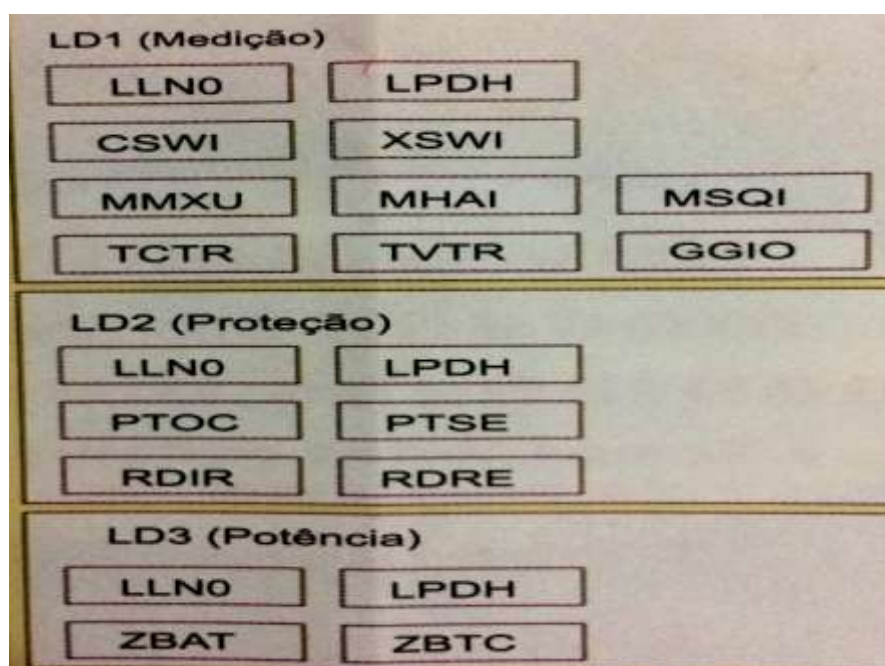 LD1 (Medição)
LLN0 LPDH
CSWI XSWI
MMXU MHAI MSQI
TCTR TVTR GGIO
LD2 (Proteção)
LLN0 LPDH
PTOC PTSE
RDIR RDRE
LD3 (Potência)
LLN0 LPDH
ZBAT ZBTC